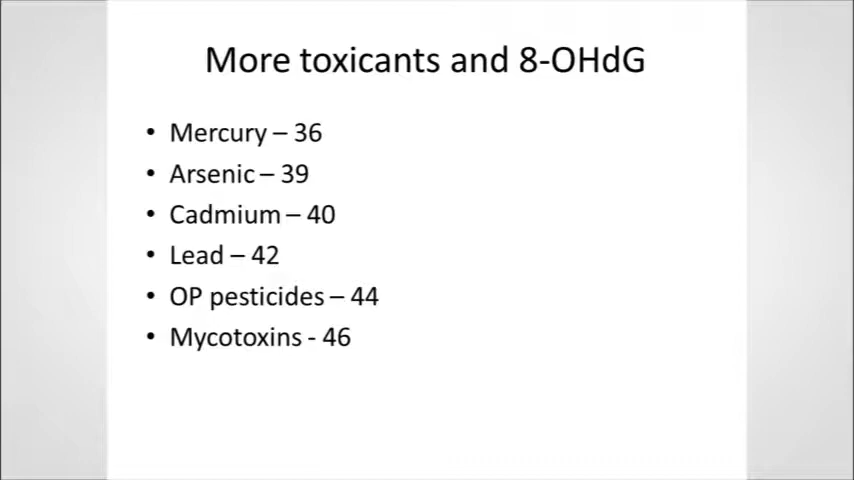 More toxicants and 8-OHdG
• Mercury – 36
• Arsenic – 39
• Cadmium – 40
• Lead – 42
• OP pesticides – 44
• Mycotoxins - 46